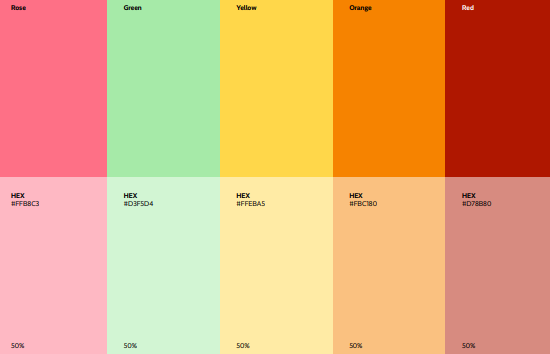 Rose
Green
Yellow
Orange
Red
HEX
#FFB8C3
HEX
#D3F5D4
HEX
#FFEBA5
HEX
#FBC180
HEX
#D78B80
50%
50%
50%
50%
50%